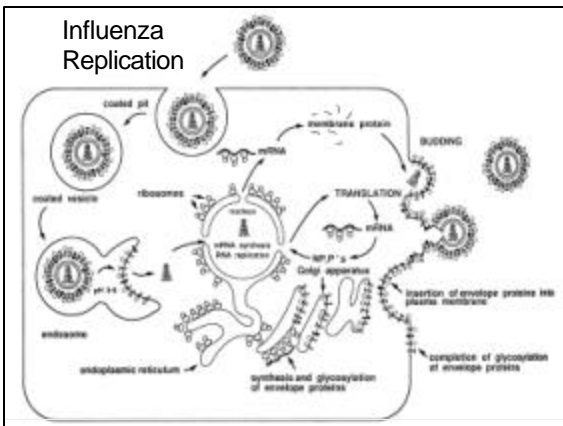 Influenza
Replication
coated pit
membrane protein
mRNA
BUDDING
coated vesicle
ribosomes
nucleus
TRANSLATION
mRNA synthesis
RNA replication
mRNA
NP,P's
Golgi apparatus
endosome
insertion of envelope proteins into
plasma membrane
endoplasmic reticulum
synthesis and glycosylation
of envelope proteins
completion of glycosylation
of envelope proteins